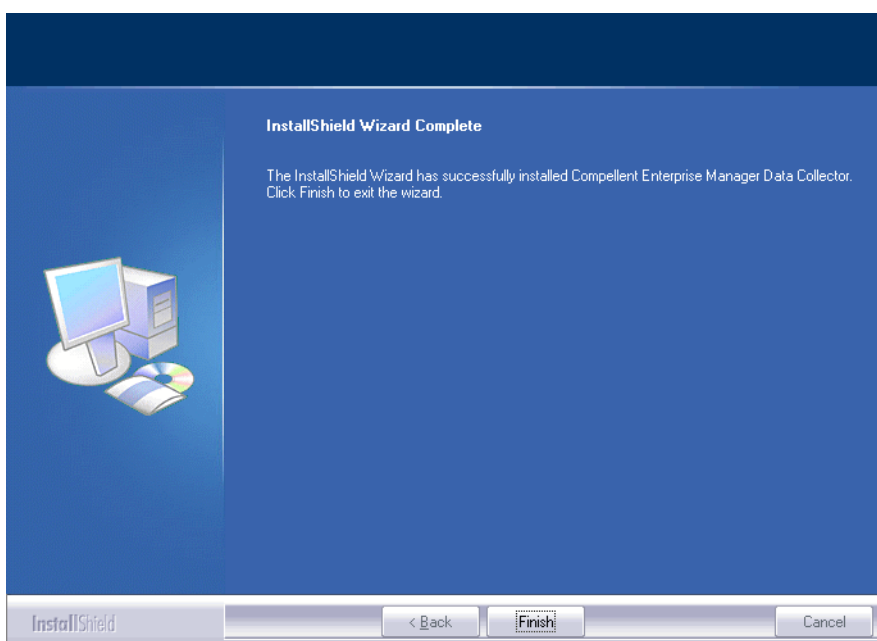 InstallShield Wizard Complete
The InstallShield Wizard has successfully installed Compellent Enterprise Manager Data Collector.
Click Finish to exit the wizard.
InstallShield
< Back
Finish
Cancel